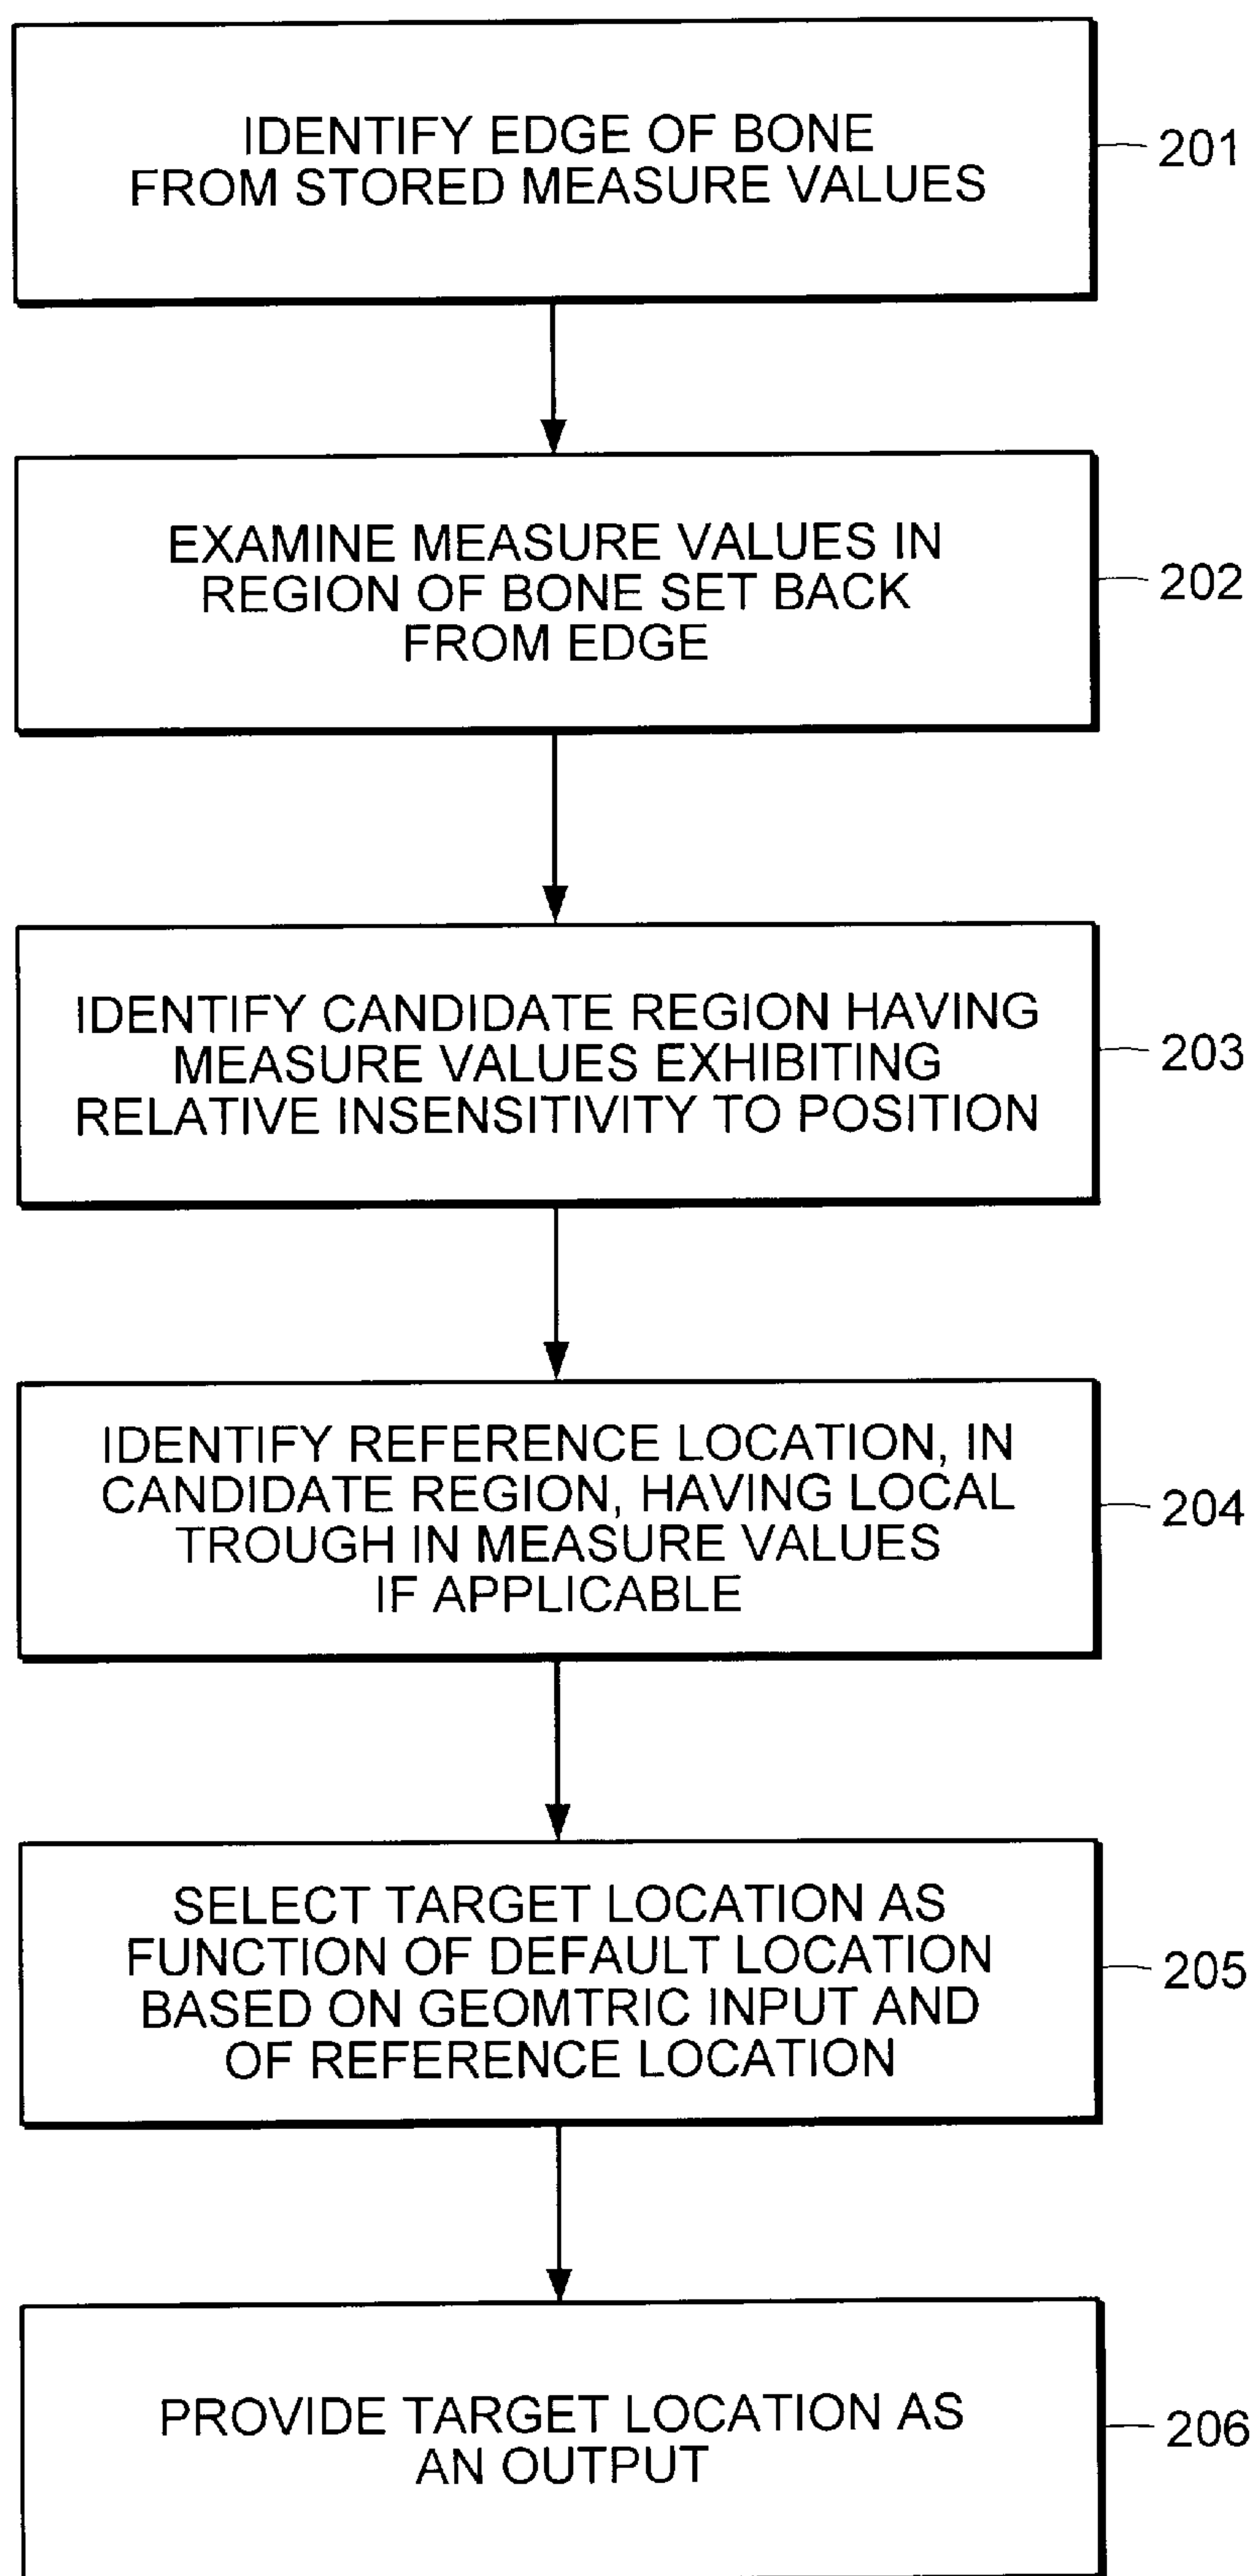 IDENTIFY EDGE OF BONE
FROM STORED MEASURE VALUES
201
EXAMINE MEASURE VALUES IN
REGION OF BONE SET BACK
FROM EDGE
202
IDENTIFY CANDIDATE REGION HAVING
MEASURE VALUES EXHIBITING
RELATIVE INSENSITIVITY TO POSITION
203
IDENTIFY REFERENCE LOCATION, IN
CANDIDATE REGION, HAVING LOCAL
TROUGH IN MEASURE VALUES
IF APPLICABLE
204
SELECT TARGET LOCATION AS
FUNCTION OF DEFAULT LOCATION
BASED ON GEOMTRIC INPUT AND
OF REFERENCE LOCATION
205
PROVIDE TARGET LOCATION AS
AN OUTPUT
206